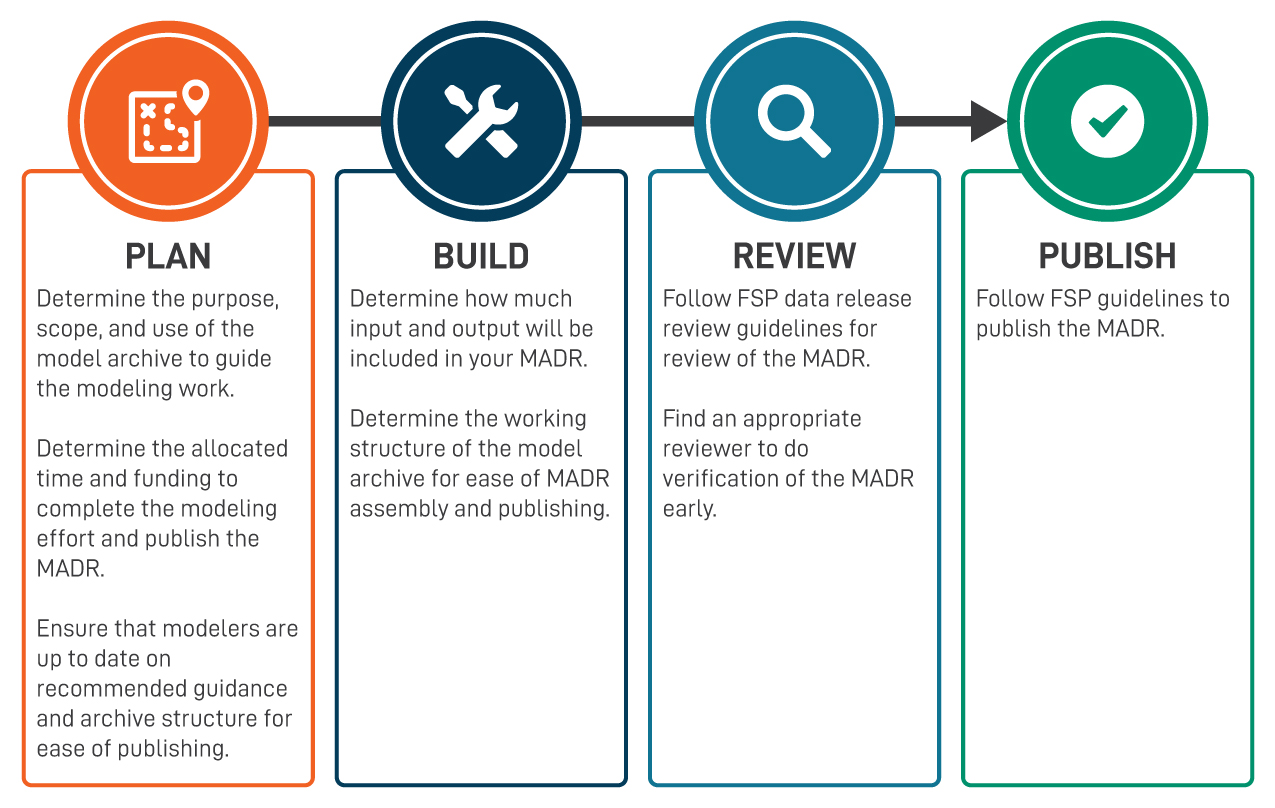 PLAN
Determine the purpose,
scope, and use of the
model archive to guide
the modeling work.
Determine the allocated
time and funding to
complete the modeling
effort and publish the
MADR.
Ensure that modelers are
up to date on
recommended guidance
and archive structure for
ease of publishing.
BUILD
Determine how much
input and output will be
included in your MADR.
Determine the working
structure of the model
archive for ease of MADR
assembly and publishing.
REVIEW
Follow FSP data release
review guidelines for
review of the MADR.
Find an appropriate
reviewer to do
verification of the MADR
early.
PUBLISH
Follow FSP guidelines to
publish the MADR.